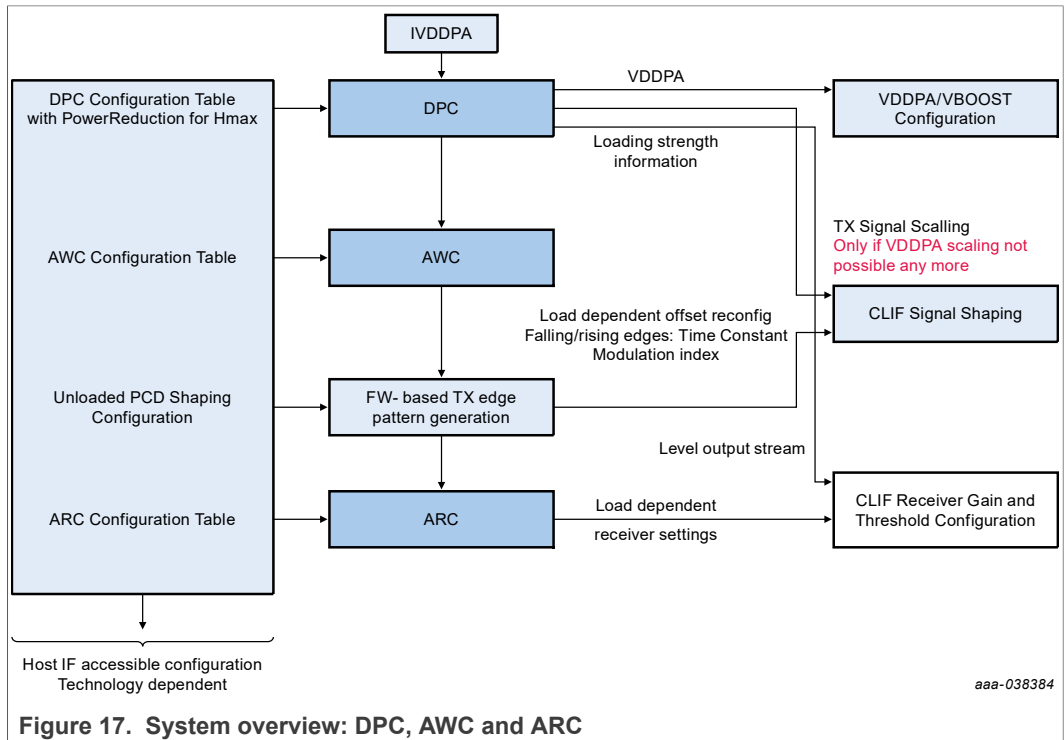 IVDDPA
DPC Configuration Table
with PowerReduction for Hmax
DPC
VDDPA
VDDPA/VBOOST
Configuration
Loading strength
information
TX Signal Scalling
Only if VDDPA scaling not
possible any more
AWC Configuration Table
AWC
CLIF Signal Shaping
Load dependent offset reconfig
Falling/rising edges: Time Constant
Modulation index
Unloaded PCD Shaping
Configuration
FW- based TX edge
pattern generation
Level output stream
ARC Configuration Table
ARC
Load dependent
receiver settings
CLIF Receiver Gain and
Threshold Configuration
Host IF accessible configuration
Technology dependent
aaa-038384
Figure 17. System overview: DPC, AWC and ARC